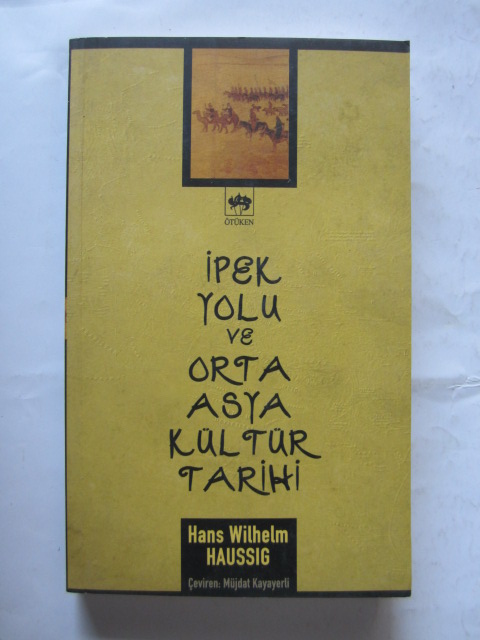 ÖTÜKEN
İPEK
YOLU
VE
ORTA
ASYA
KÜLTÜR
TARİHİ
Hans Wilhelm
HAUSSIG
Çeviren: Müjdat Kayayerli